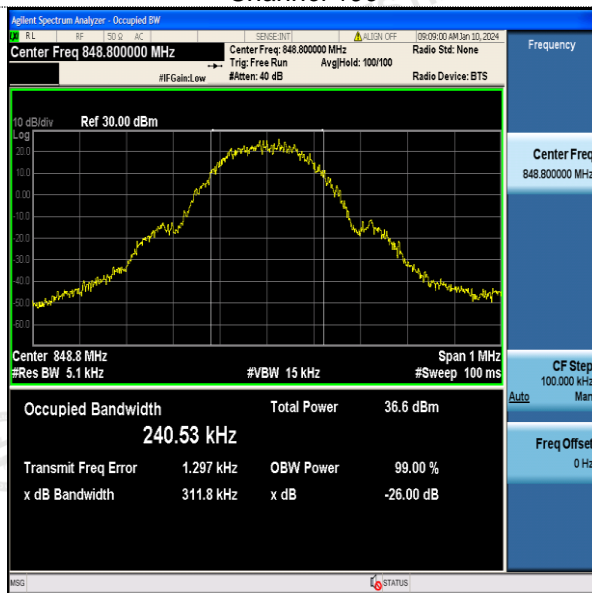 Agilent Spectrum Analyzer - Occupied BW
RL RF 50 Ω AC SENSE:INT ALIGN OFF 09:09:00 AM Jan 10, 2024
Center Freq 848.800000 MHz
Center Freq: 848.800000 MHz Radio Std: None
Trig: Free Run Avg|Hold: 100/100
#IFGain:Low #Atten: 40 dB Radio Device: BTS
10 dB/div Ref 30.00 dBm
Log
20.0
10.0
0.00
-10.0
-20.0
-30.0
-40.0
-50.0
-60.0
Center 848.8 MHz Span 1 MHz
#Res BW 5.1 kHz #VBW 15 kHz #Sweep 100 ms
Occupied Bandwidth Total Power 36.6 dBm
240.53 kHz
Transmit Freq Error 1.297 kHz OBW Power 99.00 %
x dB Bandwidth 311.8 kHz x dB -26.00 dB
MSG STATUS
Frequency
Center Freq
848.800000 MHz
CF Step
100.000 kHz
Auto Man
Freq Offset
0 Hz